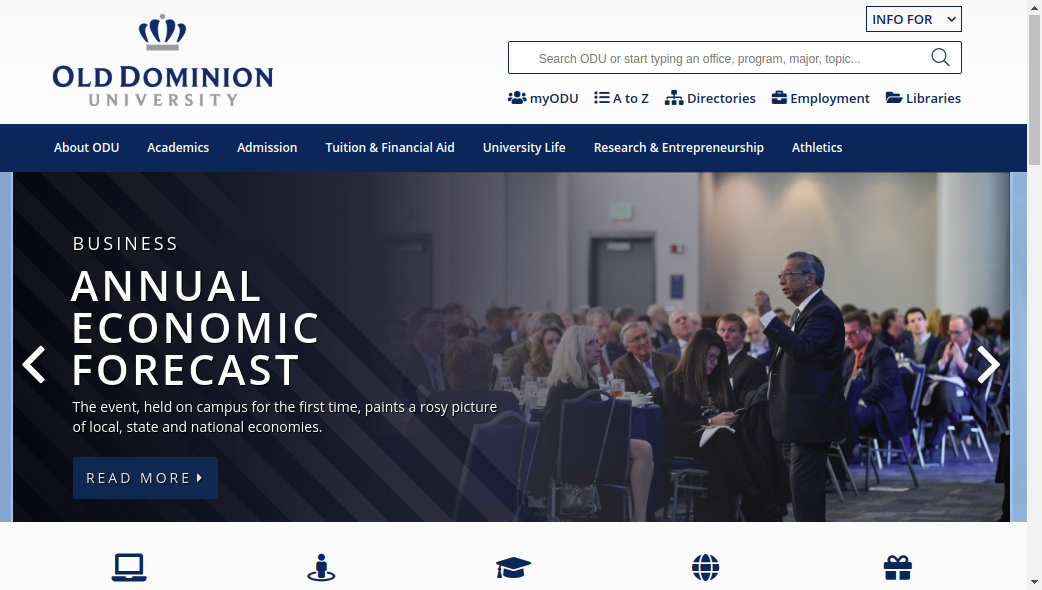 INFO FOR
OLD DOMINION
UNIVERSITY
Search ODU or start typing an office, program, major, topic...
myODU A to Z Directories Employment Libraries
About ODU Academics Admission Tuition & Financial Aid University Life Research & Entrepreneurship Athletics
BUSINESS
ANNUAL
ECONOMIC
FORECAST
The event, held on campus for the first time, paints a rosy picture
of local, state and national economies.
READ MORE